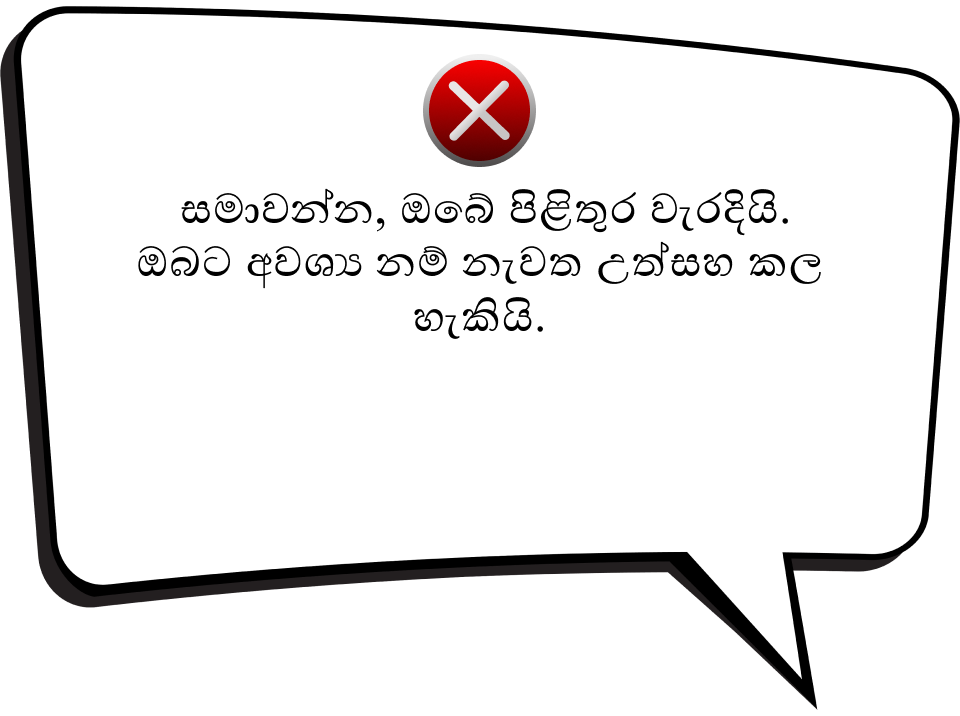 සමාවන්න, ඔබේ පිළිතුර වැරදියි.
ඔබට අවශ්‍ය නම් නැවත උත්සහ කල
හැකියි.